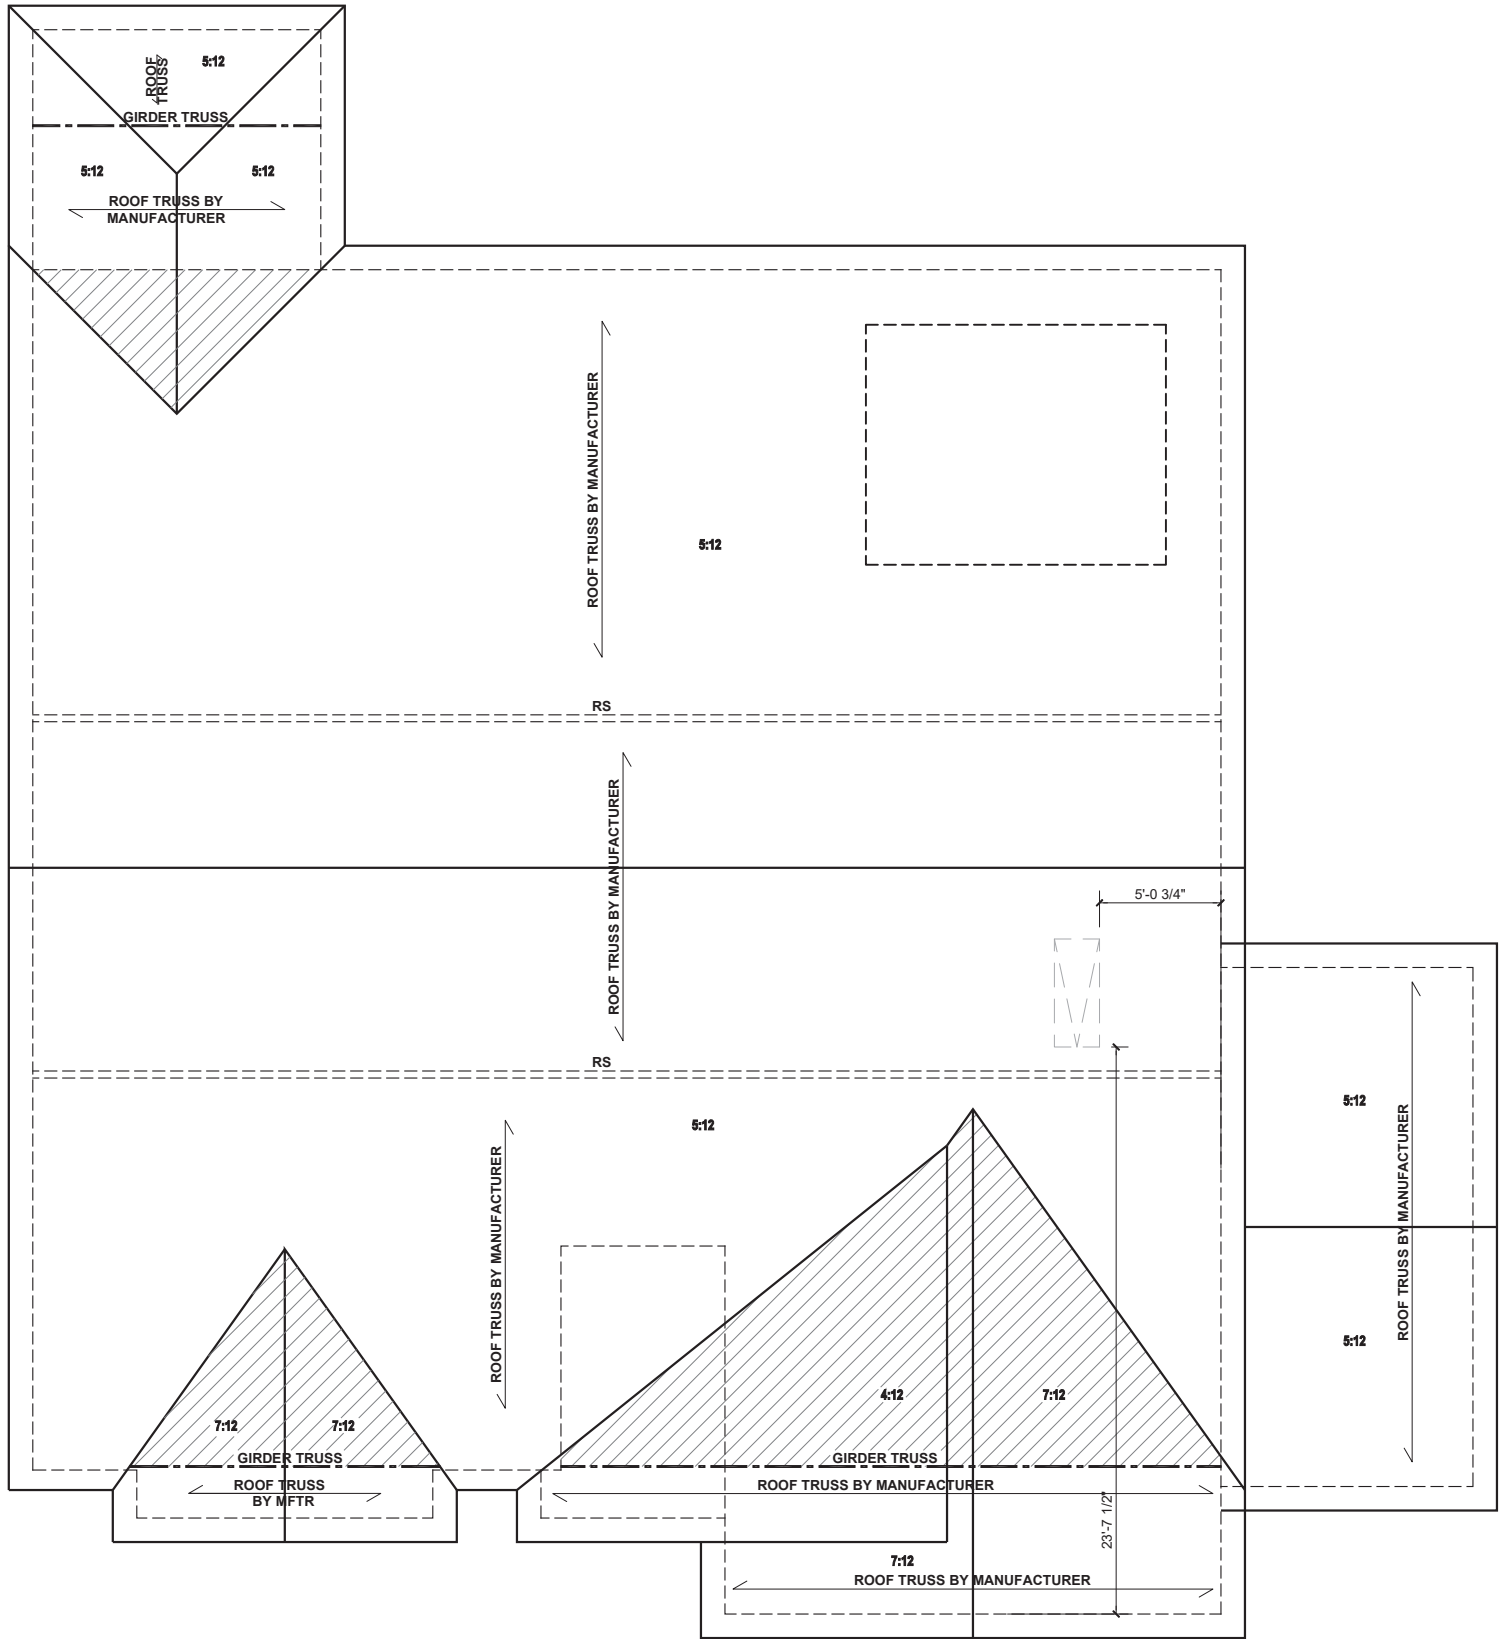 5:12
ROOF
TRUSS
GIRDER TRUSS
5:12
5:12
ROOF TRUSS BY
MANUFACTURER
ROOF TRUSS BY MANUFACTURER
5:12
RS
ROOF TRUSS BY MANUFACTURER
5'-0 3/4"
RS
5:12
5:12
ROOF TRUSS BY MANUFACTURER
ROOF TRUSS BY MANUFACTURER
5:12
4:12
7:12
7:12
7:12
GIRDER TRUSS
GIRDER TRUSS
ROOF TRUSS
BY MFTR
ROOF TRUSS BY MANUFACTURER
23'-7 1/2"
7:12
ROOF TRUSS BY MANUFACTURER